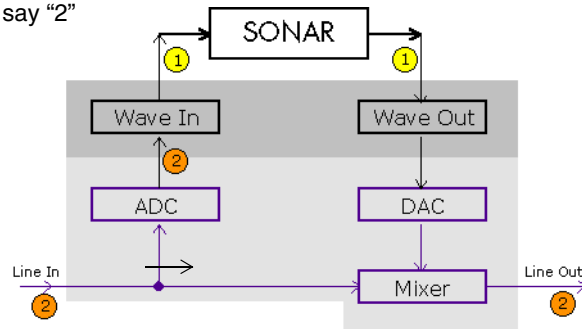 say “2”
SONAR
1
1
Wave In
Wave Out
2
ADC
DAC
Line In
Line Out
Mixer
2
2